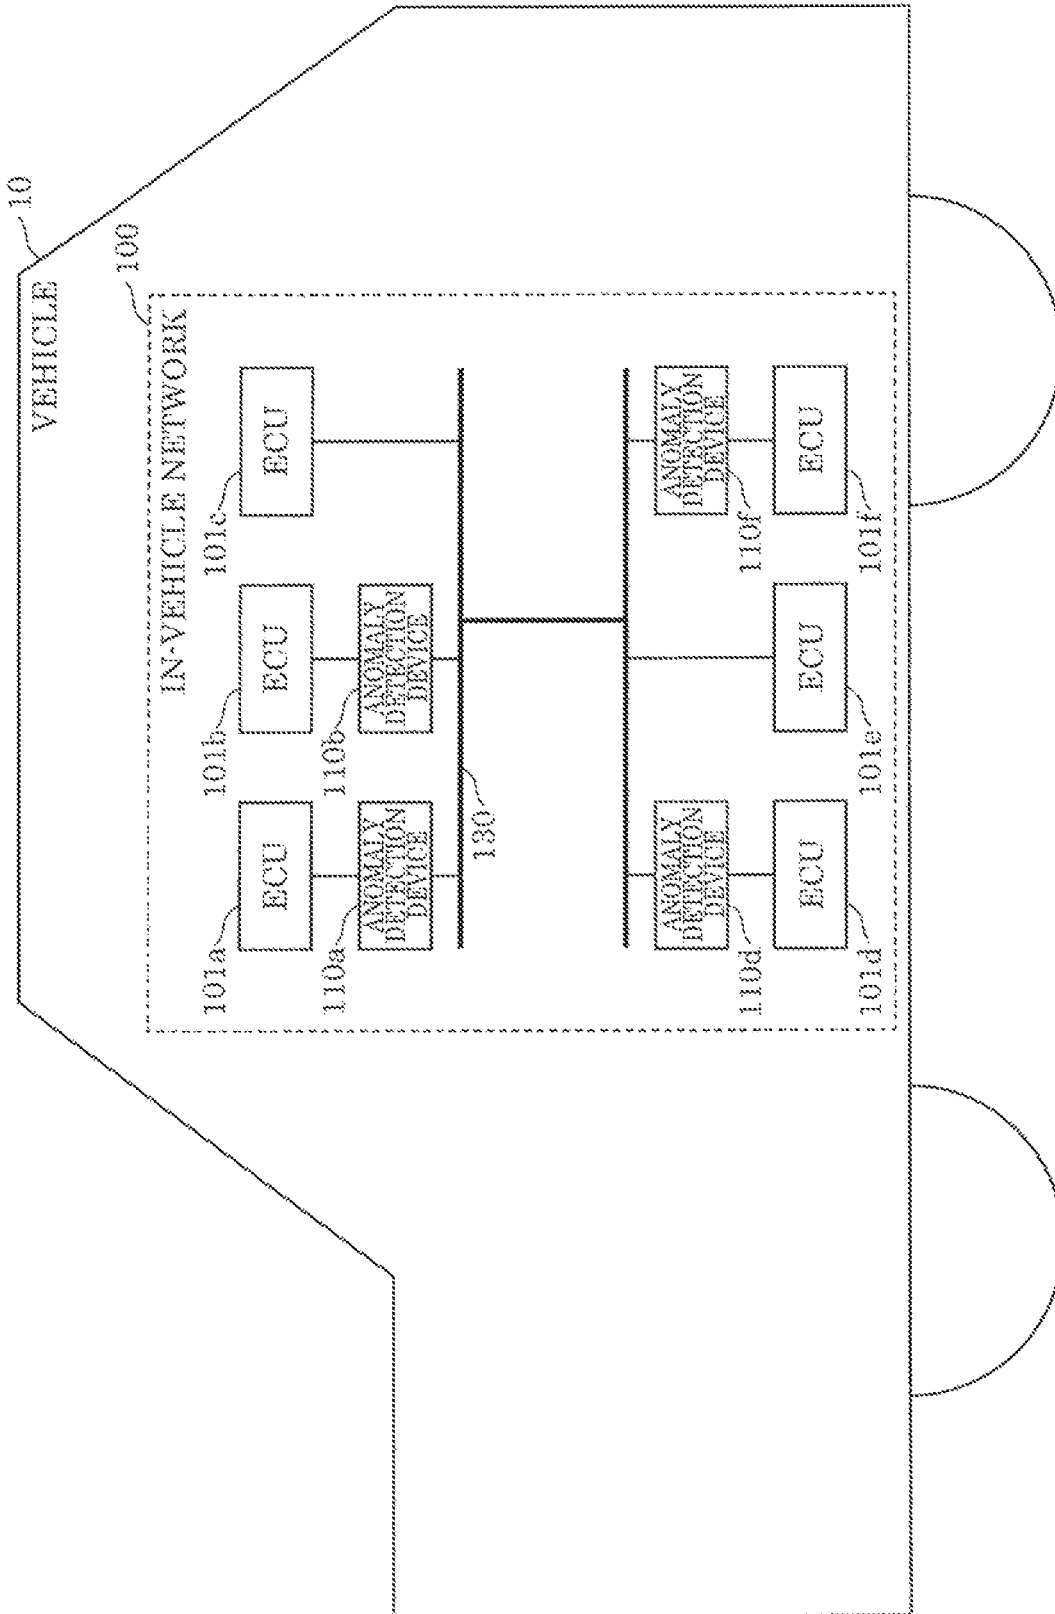 10
VEHICLE
100
IN-VEHICLE NETWORK
101a
ECU
101b
ECU
101c
ECU
110a
ANOMALY
DETECTION
DEVICE
110b
ANOMALY
DETECTION
DEVICE
130
110d
ANOMALY
DETECTION
DEVICE
110f
ANOMALY
DETECTION
DEVICE
101d
ECU
101e
ECU
101f
ECU